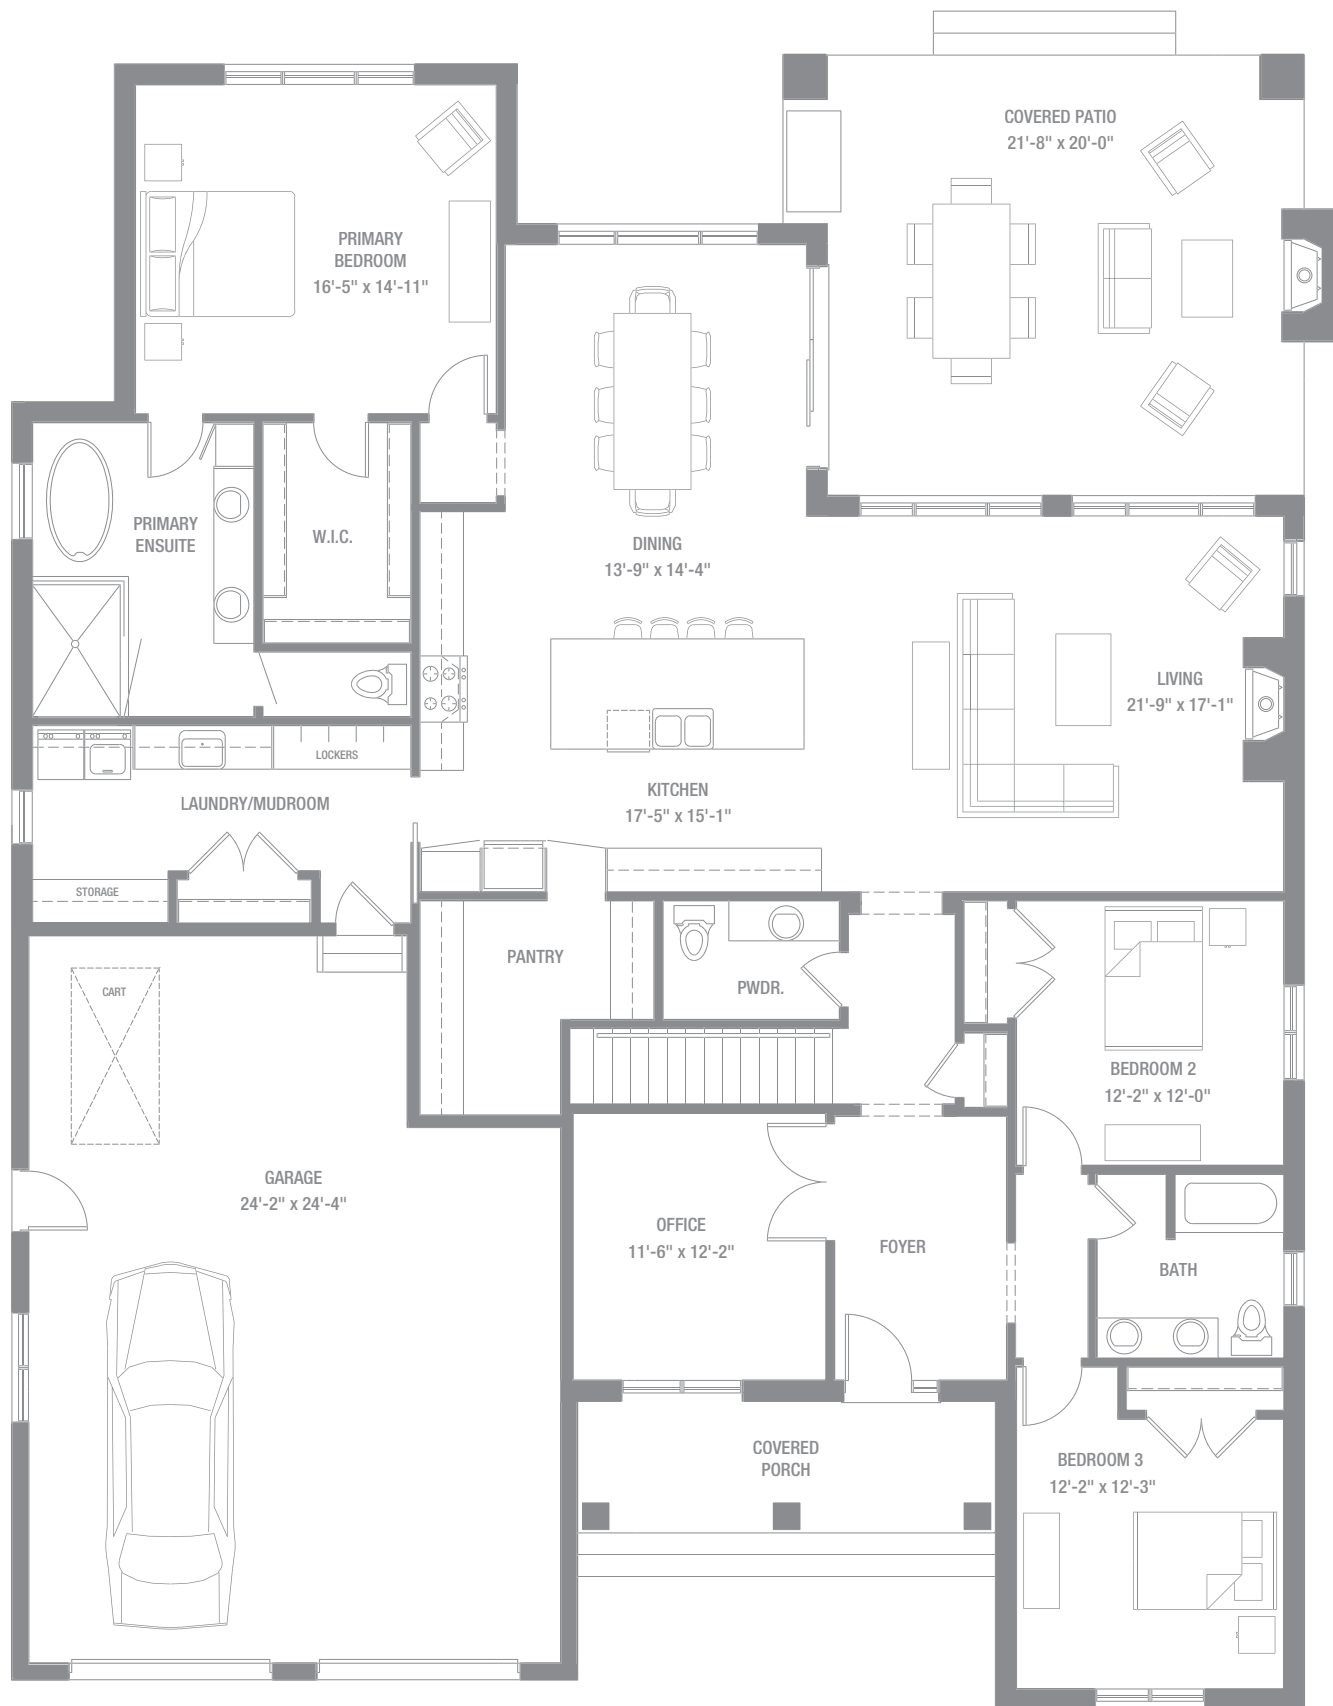 COVERED PATIO
21'-8" x 20'-0"
PRIMARY
BEDROOM
16'-5" x 14'-11"
PRIMARY
ENSUITE
W.I.C.
DINING
13'-9" x 14'-4"
LIVING
21'-9" x 17'-1"
LOCKERS
LAUNDRY/MUDROOM
KITCHEN
17'-5" x 15'-1"
STORAGE
PANTRY
PWDR.
CART
BEDROOM 2
12'-2" x 12'-0"
GARAGE
24'-2" x 24'-4"
OFFICE
11'-6" x 12'-2"
FOYER
BATH
COVERED
PORCH
BEDROOM 3
12'-2" x 12'-3"